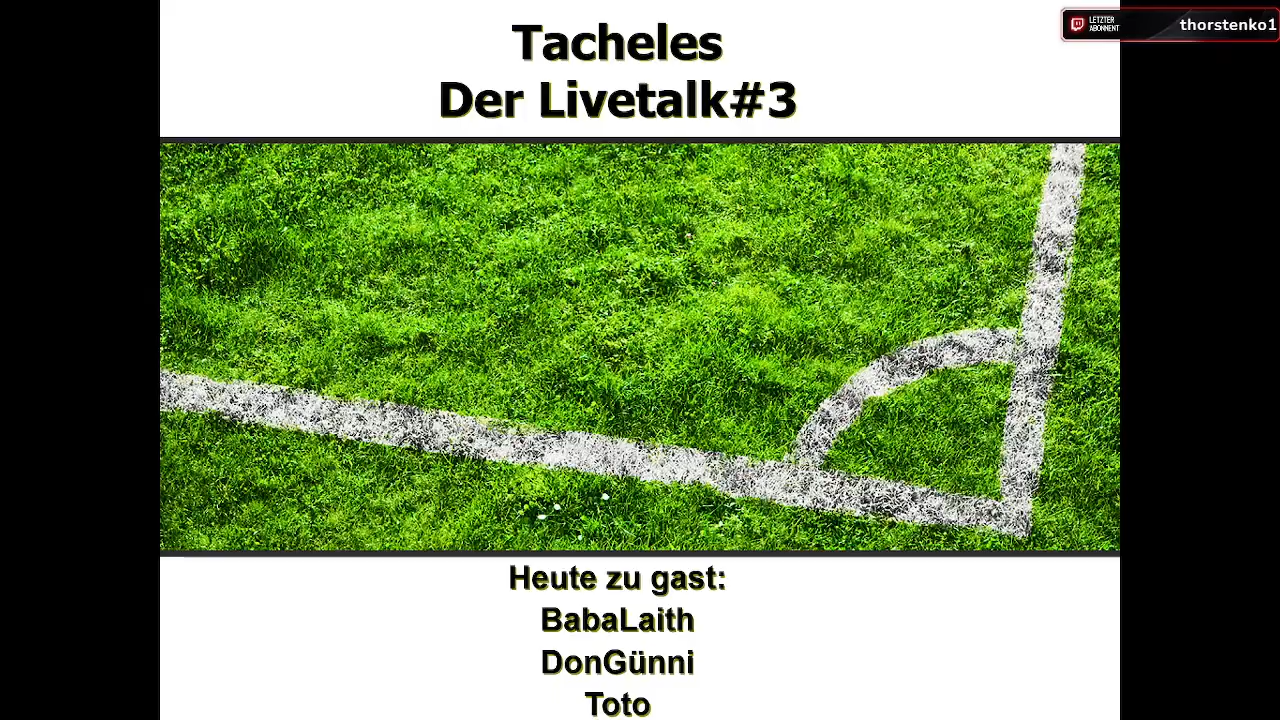 Tacheles
Der Livetalk#3
LETZTER
ABONNENT
thorstenko1
Heute zu gast:
BabaLaith
DonGünni
Toto